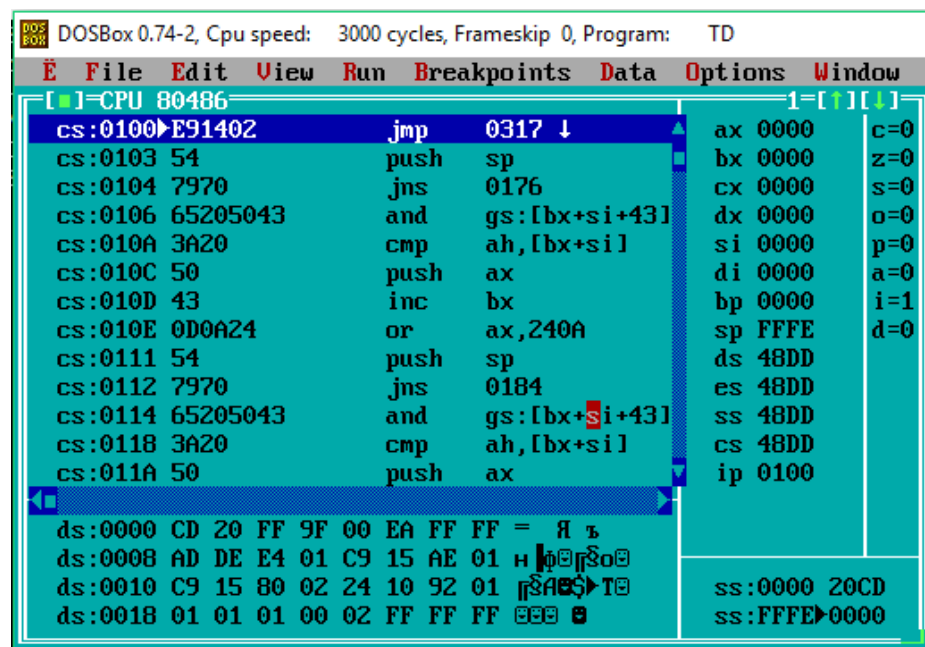 DOSBox 0.74-2, Cpu speed: 3000 cycles, Frameskip 0, Program: TD
Ë File Edit View Run Breakpoints Data Options Window
[■]=CPU 80486 1=[↑][↓]
cs:0100►E91402 jmp 0317 ↓ ax 0000 c=0
cs:0103 54 push sp bx 0000 z=0
cs:0104 7970 jns 0176 cx 0000 s=0
cs:0106 65205043 and gs:[bx+si+43] dx 0000 o=0
cs:010A 3A20 cmp ah,[bx+si] si 0000 p=0
cs:010C 50 push ax di 0000 a=0
cs:010D 43 inc bx bp 0000 i=1
cs:010E 0D0A24 or ax,240A sp FFFE d=0
cs:0111 54 push sp ds 48DD
cs:0112 7970 jns 0184 es 48DD
cs:0114 65205043 and gs:[bx+si+43] ss 48DD
cs:0118 3A20 cmp ah,[bx+si] cs 48DD
cs:011A 50 push ax ip 0100
ds:0000 CD 20 FF 9F 00 EA FF FF = Я ъ
ds:0008 AD DE E4 01 C9 15 AE 01 н ▐ф☺╔§о☺
ds:0010 C9 15 80 02 24 10 92 01 ╔§А☻$►Т☺ ss:0000 20CD
ds:0018 01 01 01 00 02 FF FF FF ☺☺☺ ☻ ss:FFFE►0000